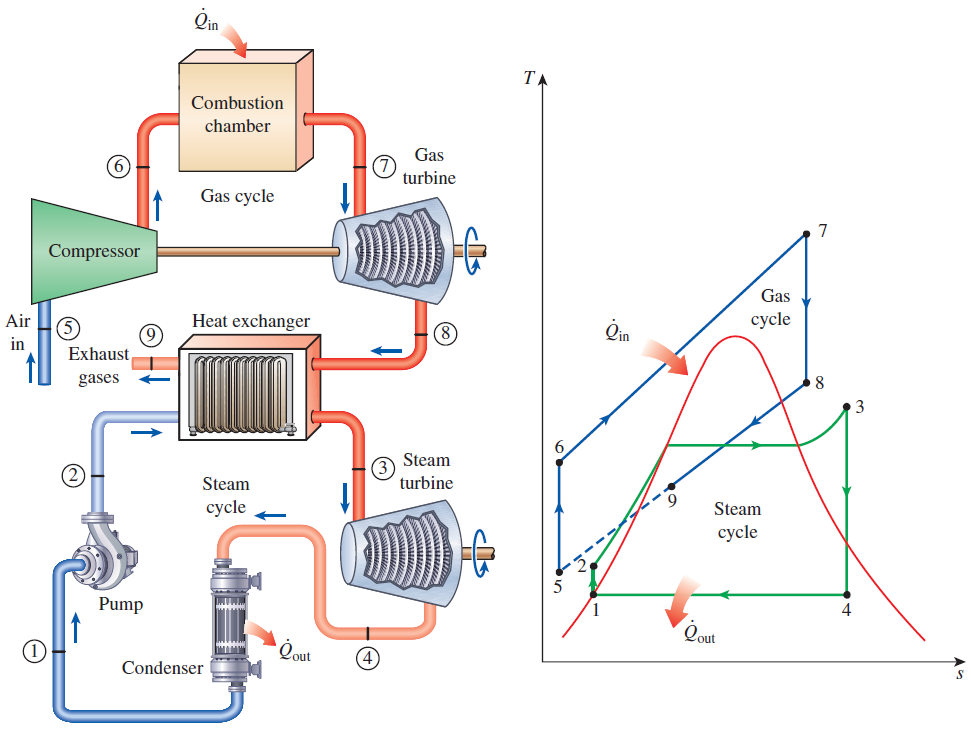 Q̇in
Combustion
chamber
6
7
Gas
turbine
Gas cycle
Compressor
Air
in
5
9
Heat exchanger
8
Exhaust
gases
2
3
Steam
turbine
Steam
cycle
Pump
1
Condenser
Q̇out
4
T
7
Gas
cycle
Q̇in
8
3
6
9
Steam
cycle
5
2
1
4
Q̇out
s